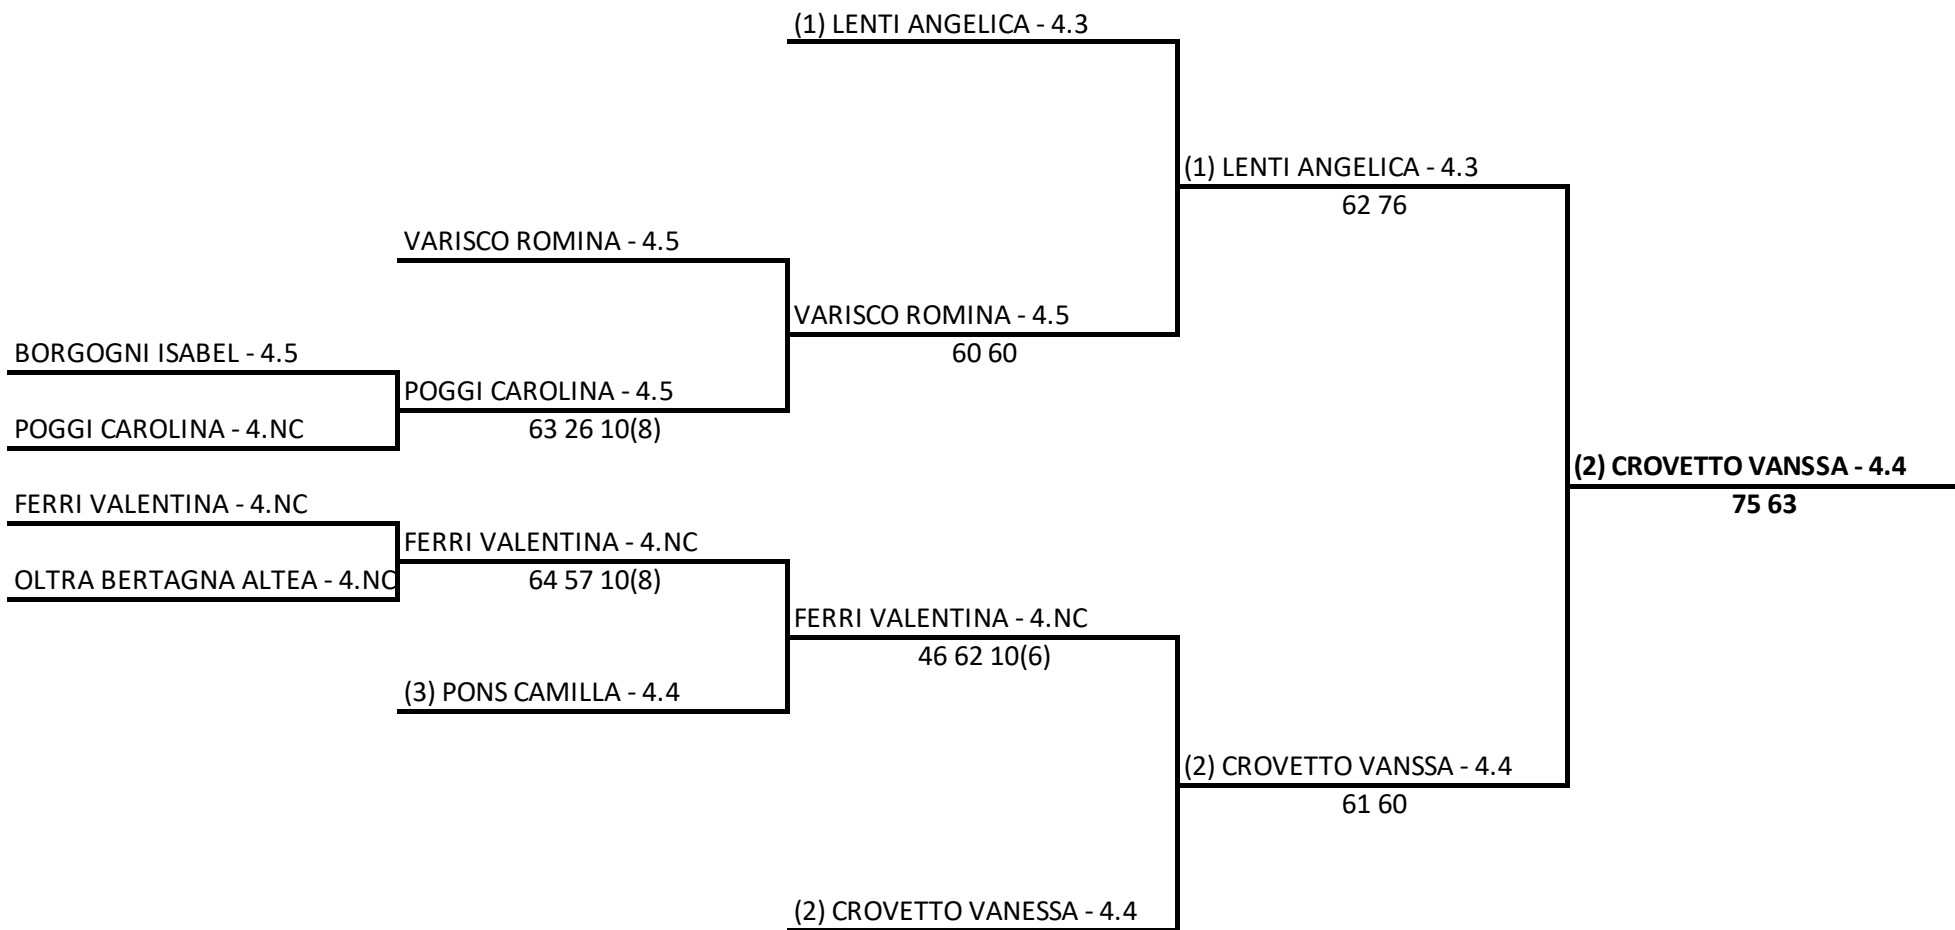 (1) LENTI ANGELICA - 4.3
(1) LENTI ANGELICA - 4.3
62 76
VARISCO ROMINA - 4.5
VARISCO ROMINA - 4.5
60 60
BORGOGNI ISABEL - 4.5
POGGI CAROLINA - 4.5
63 26 10(8)
POGGI CAROLINA - 4.NC
(2) CROVETTO VANSSA - 4.4
75 63
FERRI VALENTINA - 4.NC
FERRI VALENTINA - 4.NC
64 57 10(8)
OLTRA BERTAGNA ALTEA - 4.NC
FERRI VALENTINA - 4.NC
46 62 10(6)
(3) PONS CAMILLA - 4.4
(2) CROVETTO VANSSA - 4.4
61 60
(2) CROVETTO VANESSA - 4.4